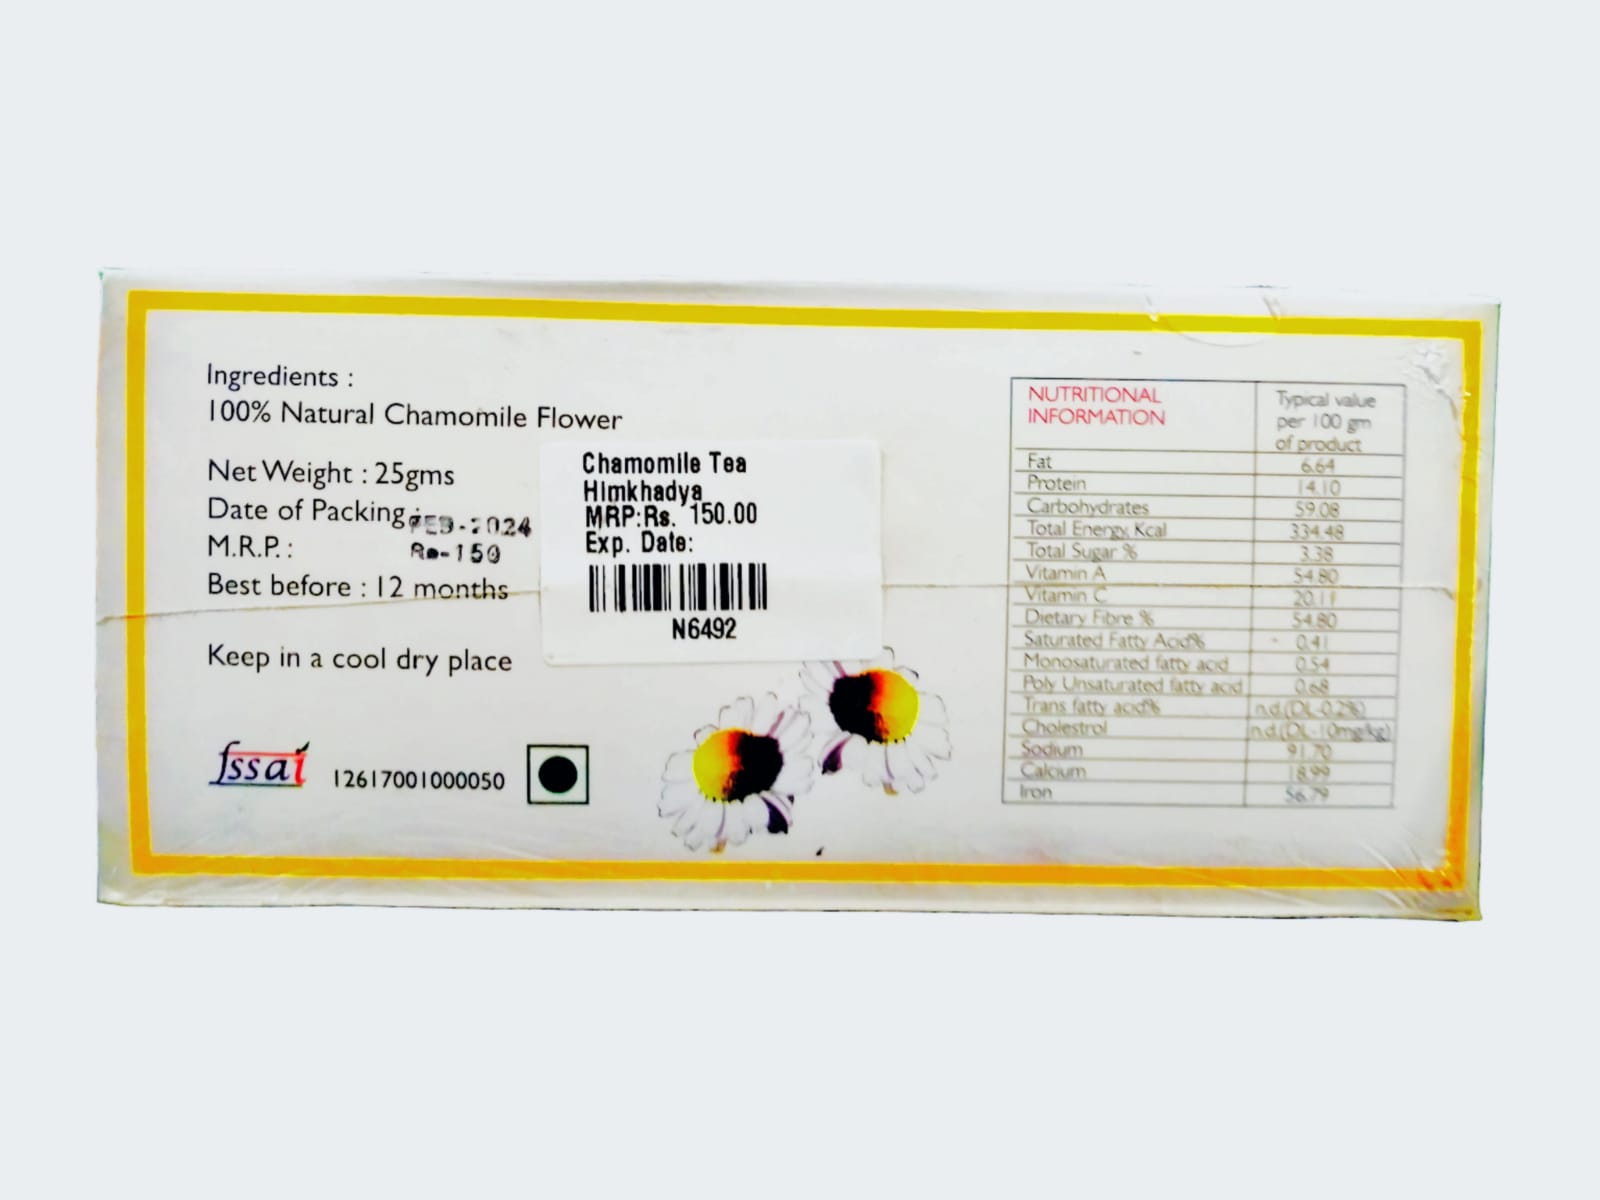 Ingredients :
100% Natural Chamomile Flower
Net Weight : 25gms
Date of Packing : FEB-2024
M.R.P. : Rs-150
Best before : 12 months
Keep in a cool dry place
fssai
12617001000050
Chamomile Tea
Himkhadya
MRP:Rs. 150.00
Exp. Date:
N6492
NUTRITIONAL INFORMATION Typical value per 100 gm of product
Fat 6.64
Protein 14.10
Carbohydrates 59.08
Total Energy, Kcal 334.48
Total Sugar % 3.38
Vitamin A 54.80
Vitamin C 20.11
Dietary Fibre % 54.80
Saturated Fatty Acid% 0.41
Monosaturated fatty acid 0.54
Poly Unsaturated fatty acid 0.68
Trans fatty acid% n.d.(DL-0.2%)
Cholestrol n.d.(DL-10mg/kg)
Sodium 91.70
Calcium 18.99
Iron 56.79